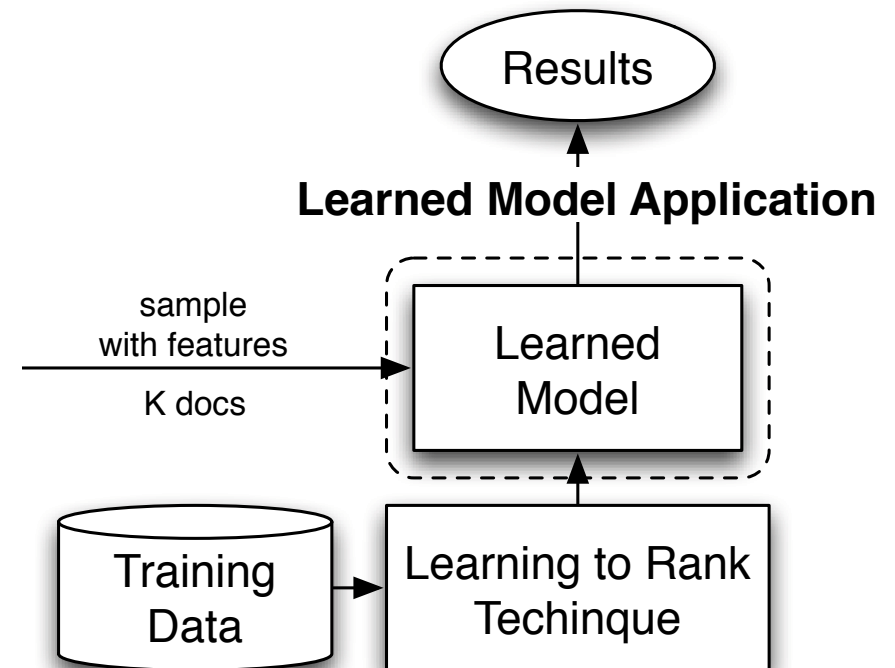 Results
Learned Model Application
sample
with features
K docs
Learned
Model
Training
Data
Learning to Rank
Techinque